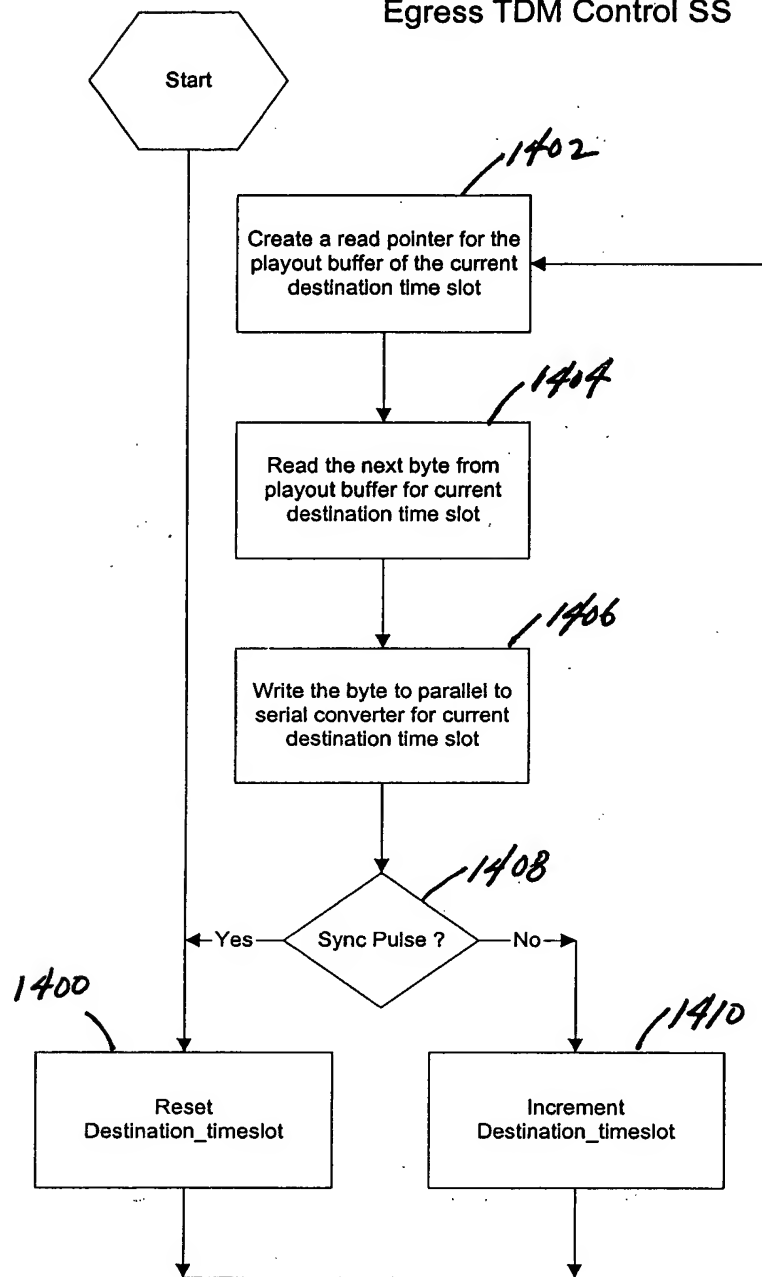 Egress TDM Control SS
Start
1402
Create a read pointer for the
playout buffer of the current
destination time slot
1404
Read the next byte from
playout buffer for current
destination time slot
1406
Write the byte to parallel to
serial converter for current
destination time slot
1408
Yes
Sync Pulse ?
No
1400
1410
Reset
Destination_timeslot
Increment
Destination_timeslot